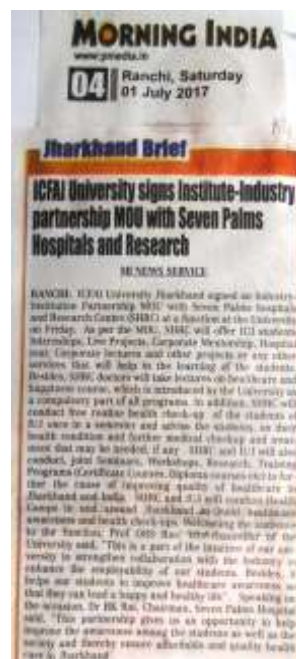 MORNING INDIA
www.pmedia.in
04 Ranchi, Saturday
01 July 2017
Jharkhand Brief
ICFAI University signs Institute-Industry
partnership MOU with Seven Palms
Hospitals and Research
MI NEWS SERVICE
RANCHI: ICFAI University Jharkhand signed an Industry-
Institution Partnership MOU with Seven Palms Hospitals
and Research Centre (SHRC) at a function at the University
on Friday. As per the MOU, SHRC will offer IUJ students
Internships, Live Projects, Corporate Mentorship, Hospital
Corporate lectures and other projects or any other
services that will help in the learning of the students.
Besides, SHRC doctors will take lectures on healthcare and
happiness course, which is introduced by the University as
a compulsory part of all programs. In addition, SHRC will
conduct free routine health check-up of the students of
IUJ once in a semester and advise the students, on their
health condition and further medical checkup and
that may be needed, if any. SHRC and IUJ will also
conduct, joint Seminars, Workshops, Research, Training
Programs (Certificate Courses, Diploma courses etc) to fur-
ther the cause of improving quality of healthcare in
Jharkhand and India. SHRC and IUJ will conduct Health
Camps in and around Jharkhand
awareness and health check-ups. Welcoming the audience
to the function, Prof ORS Rao, Vice-Chancellor of the
University said, "This is a part of the of our uni-
versity to strengthen collaboration with the Industry to
enhance the employability of our students. Besides, it
helps our students to improve healthcare awareness so
that they can lead a happy and healthy life". Speaking on
the occasion, Dr BK Rai, Chairman, Seven Palms Hospital
said, "This partnership gives us an opportunity to help
improve the awareness among the students as well as the
society and thereby ensure affordable and quality health
care in Jharkhand